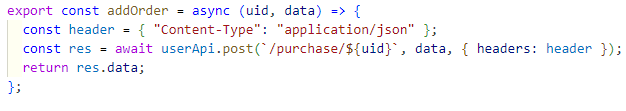 export const addOrder = async (uid, data) => {
  const header = { "Content-Type": "application/json" };
  const res = await userApi.post(`/purchase/${uid}`, data, { headers: header });
  return res.data;
};